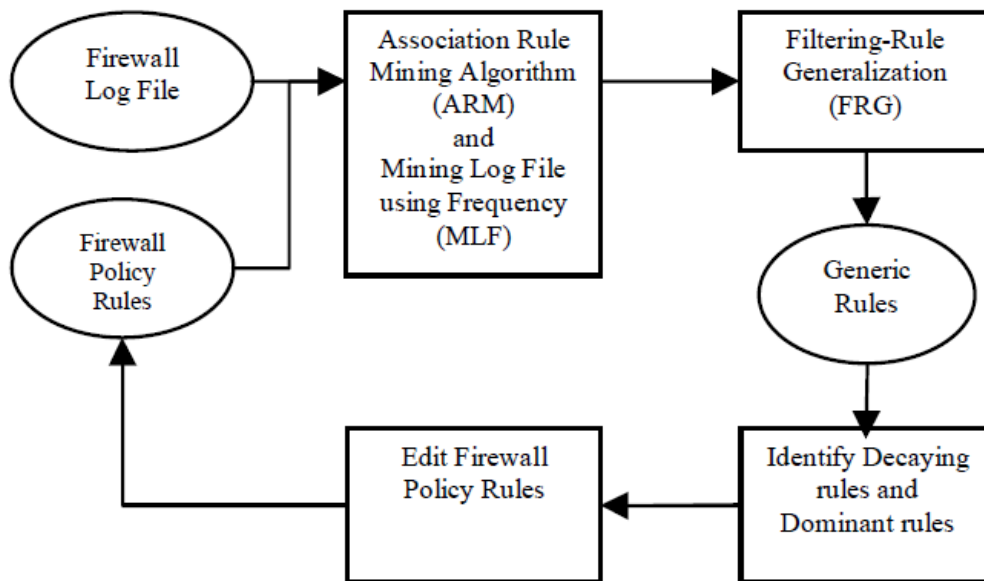 Firewall
Log File
Association Rule
Mining Algorithm
(ARM)
and
Mining Log File
using Frequency
(MLF)
Filtering-Rule
Generalization
(FRG)
Firewall
Policy
Rules
Generic
Rules
Edit Firewall
Policy Rules
Identify Decaying
rules and
Dominant rules